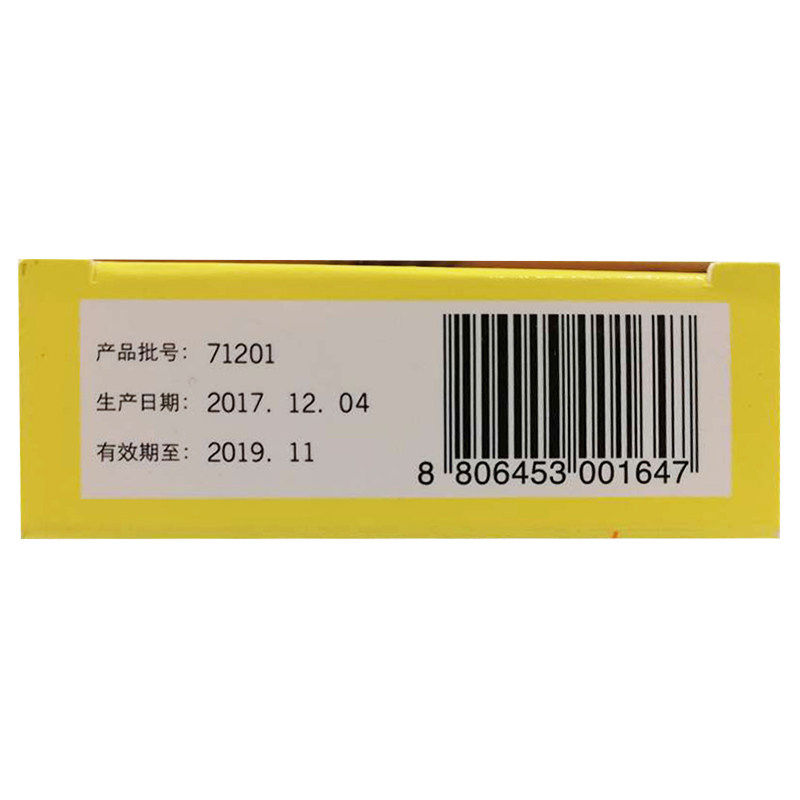 产品批号: 71201
生产日期: 2017. 12. 04
有效期至: 2019. 11
8 806453 001647